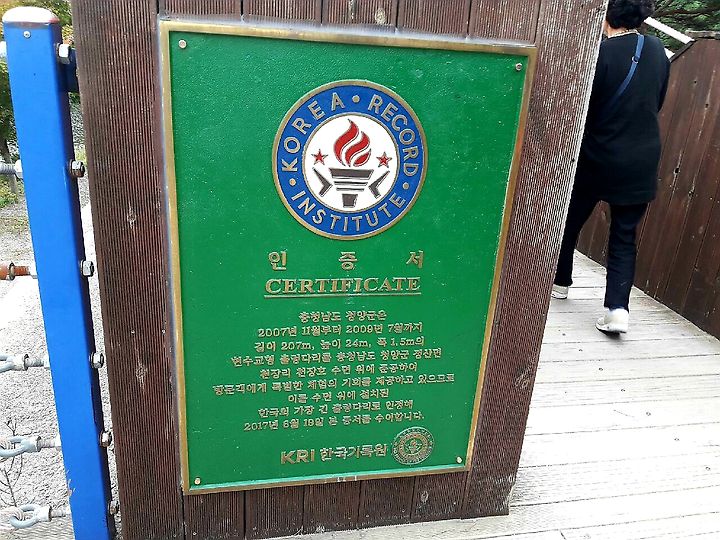 KOREA • RECORD
• INSTITUTE •
인 증 서
CERTIFICATE
충청남도 청양군은
2007년 11월부터 2009년 7월까지
길이 207m, 높이 24m, 폭 1.5m의
현수교형 출렁다리를 충청남도 청양군 정산면
천장리 천장호 수면 위에 준공하여
방문객에게 특별한 체험의 기회를 제공하고 있으므로
이를 수면 위에 설치된
한국의 가장 긴 출렁다리로 인정해
2017년 6월 19일 본 증서를 수여합니다.
KRI 한국기록원